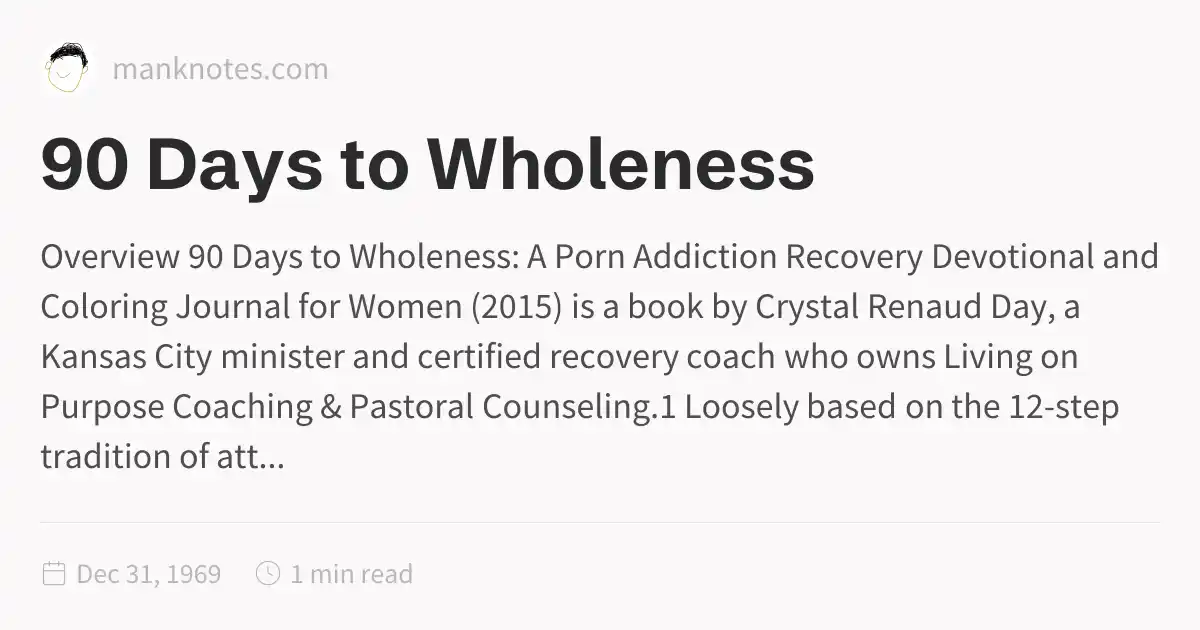 manknotes.com
90 Days to Wholeness
Overview 90 Days to Wholeness: A Porn Addiction Recovery Devotional and
Coloring Journal for Women (2015) is a book by Crystal Renaud Day, a
Kansas City minister and certified recovery coach who owns Living on
Purpose Coaching & Pastoral Counseling.1 Loosely based on the 12-step
tradition of att...
Dec 31, 1969 1 min read